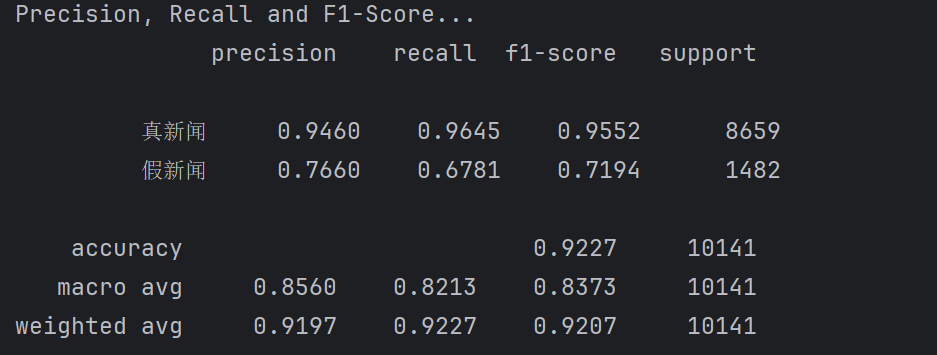 Precision, Recall and F1-Score...
precision recall f1-score support
真新闻 0.9460 0.9645 0.9552 8659
假新闻 0.7660 0.6781 0.7194 1482
accuracy 0.9227 10141
macro avg 0.8560 0.8213 0.8373 10141
weighted avg 0.9197 0.9227 0.9207 10141